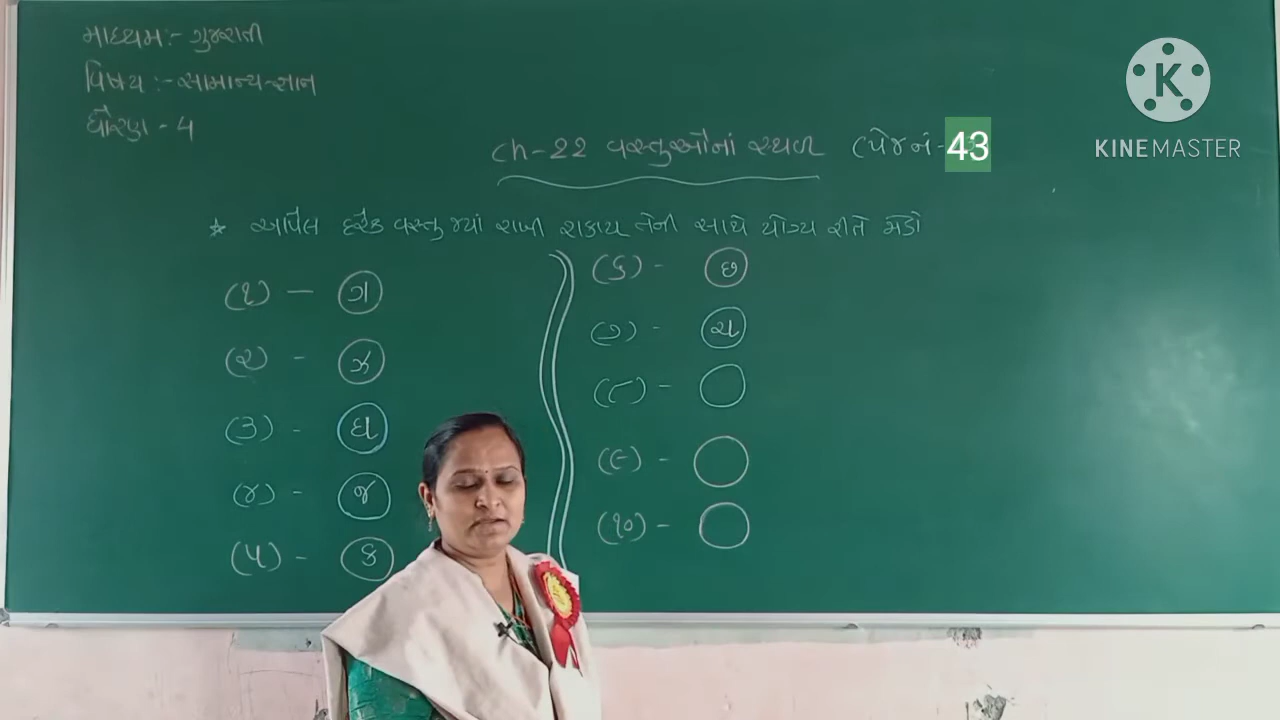 માધ્યમ:- ગુજરાતી
વિષય:- સામાન્ય-જ્ઞાન
ધોરણ - 4
Ch-22 વસ્તુઓનાં સ્થળ (પેજનં- 43
* આપેલ દરેક વસ્તુ જ્યાં રાખી શકાય તેની સાથે યોગ્ય રીતે જોડો
(૧) - ગ
(૨) - ઝ
(૩) - ઘ
(૪) - જ
(૫) - ક
(૬) - છ
(૭) - ચ
(૮) -
(૯) -
(૧૦) -
K
KINEMASTER